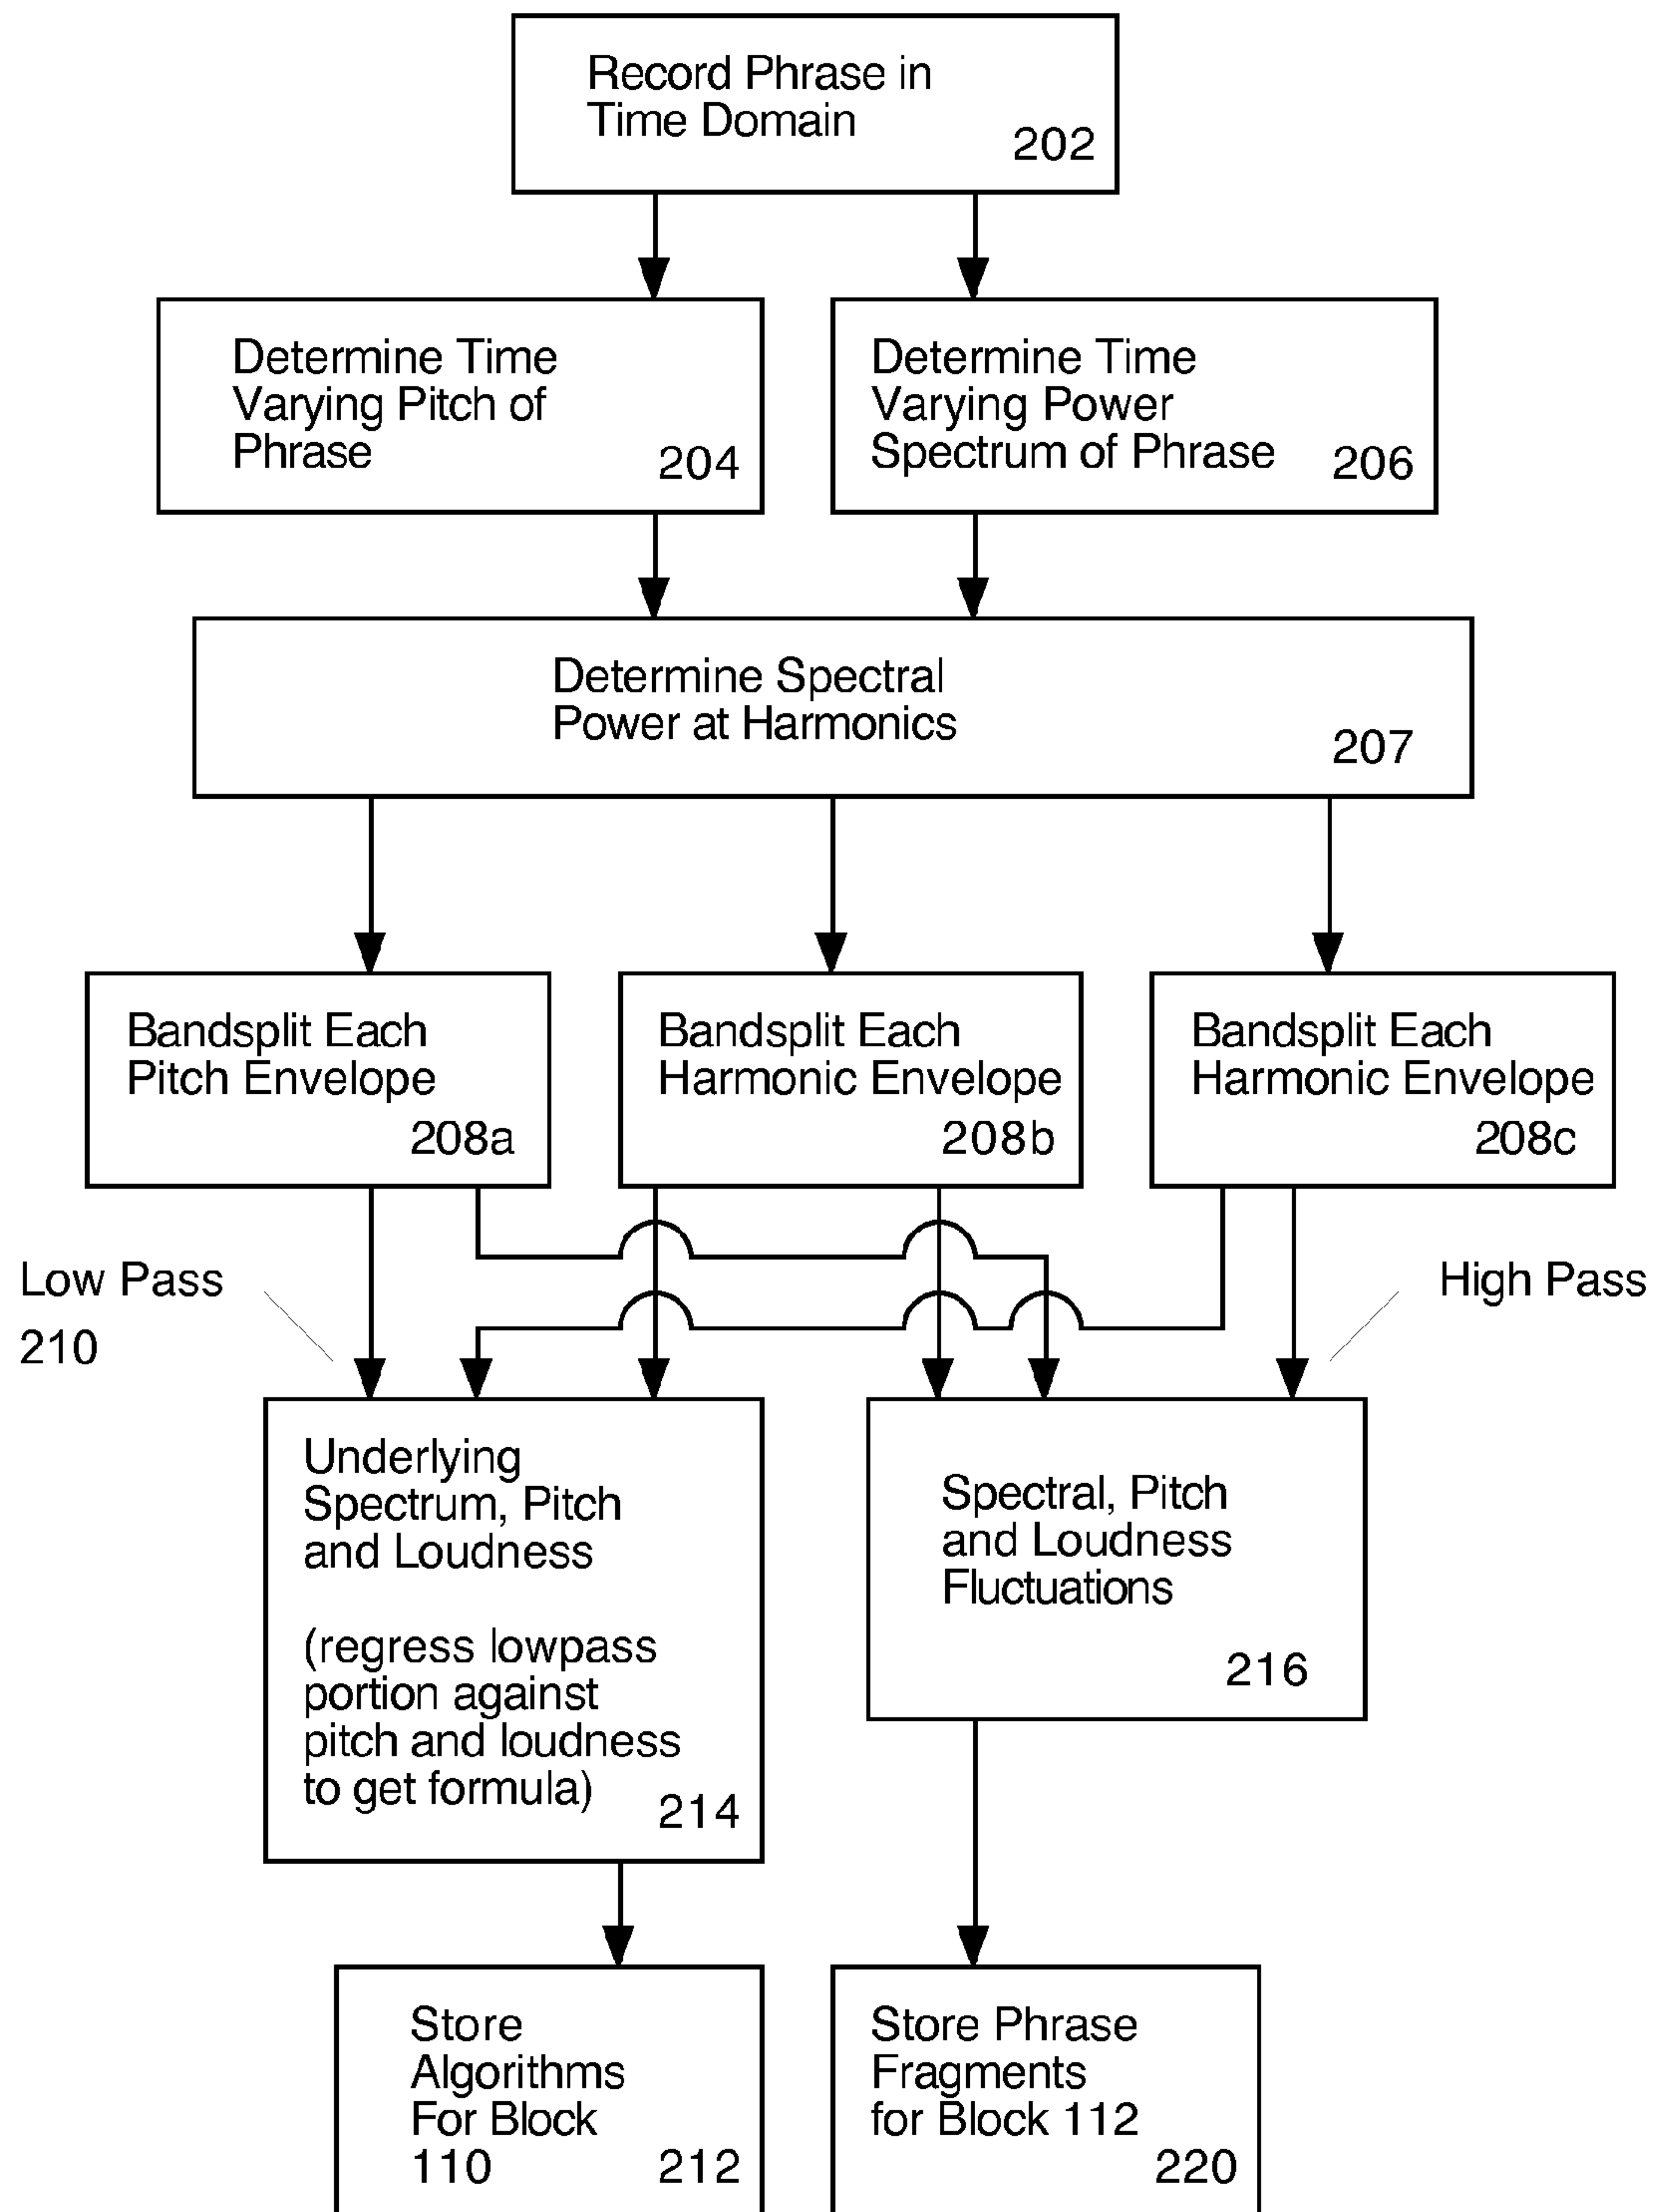 Record Phrase in
Time Domain
202
Determine Time
Varying Pitch of
Phrase
204
Determine Time
Varying Power
Spectrum of Phrase
206
Determine Spectral
Power at Harmonics
207
Bandsplit Each
Pitch Envelope
208a
Bandsplit Each
Harmonic Envelope
208b
Bandsplit Each
Harmonic Envelope
208c
Low Pass
210
High Pass
Underlying
Spectrum, Pitch
and Loudness
(regress lowpass
portion against
pitch and loudness
to get formula)
214
Spectral, Pitch
and Loudness
Fluctuations
216
Store
Algorithms
For Block
110
212
Store Phrase
Fragments
for Block 112
220